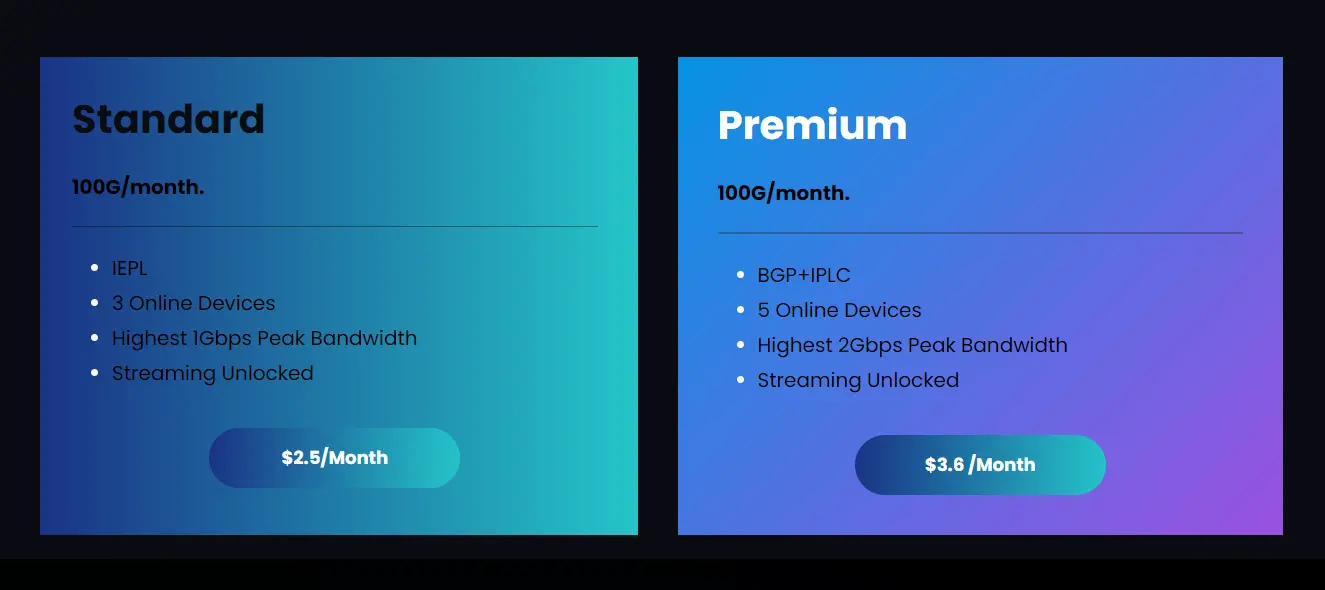 Standard
100G/month.
IEPL
3 Online Devices
Highest 1Gbps Peak Bandwidth
Streaming Unlocked
$2.5/Month
Premium
100G/month.
BGP+IPLC
5 Online Devices
Highest 2Gbps Peak Bandwidth
Streaming Unlocked
$3.6 /Month